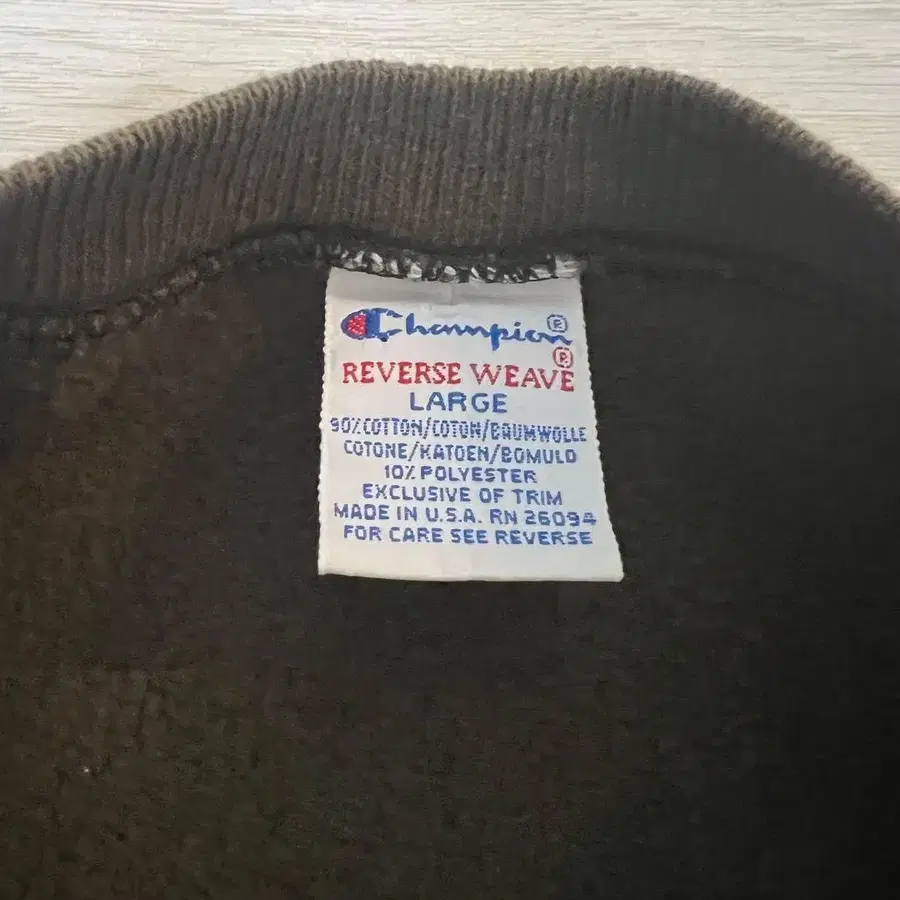 Champion®
REVERSE WEAVE®
LARGE
90% COTTON/COTON/BAUMWOLLE
COTONE/KATOEN/BOMULD
10% POLYESTER
EXCLUSIVE OF TRIM
MADE IN U.S.A. RN 26094
FOR CARE SEE REVERSE